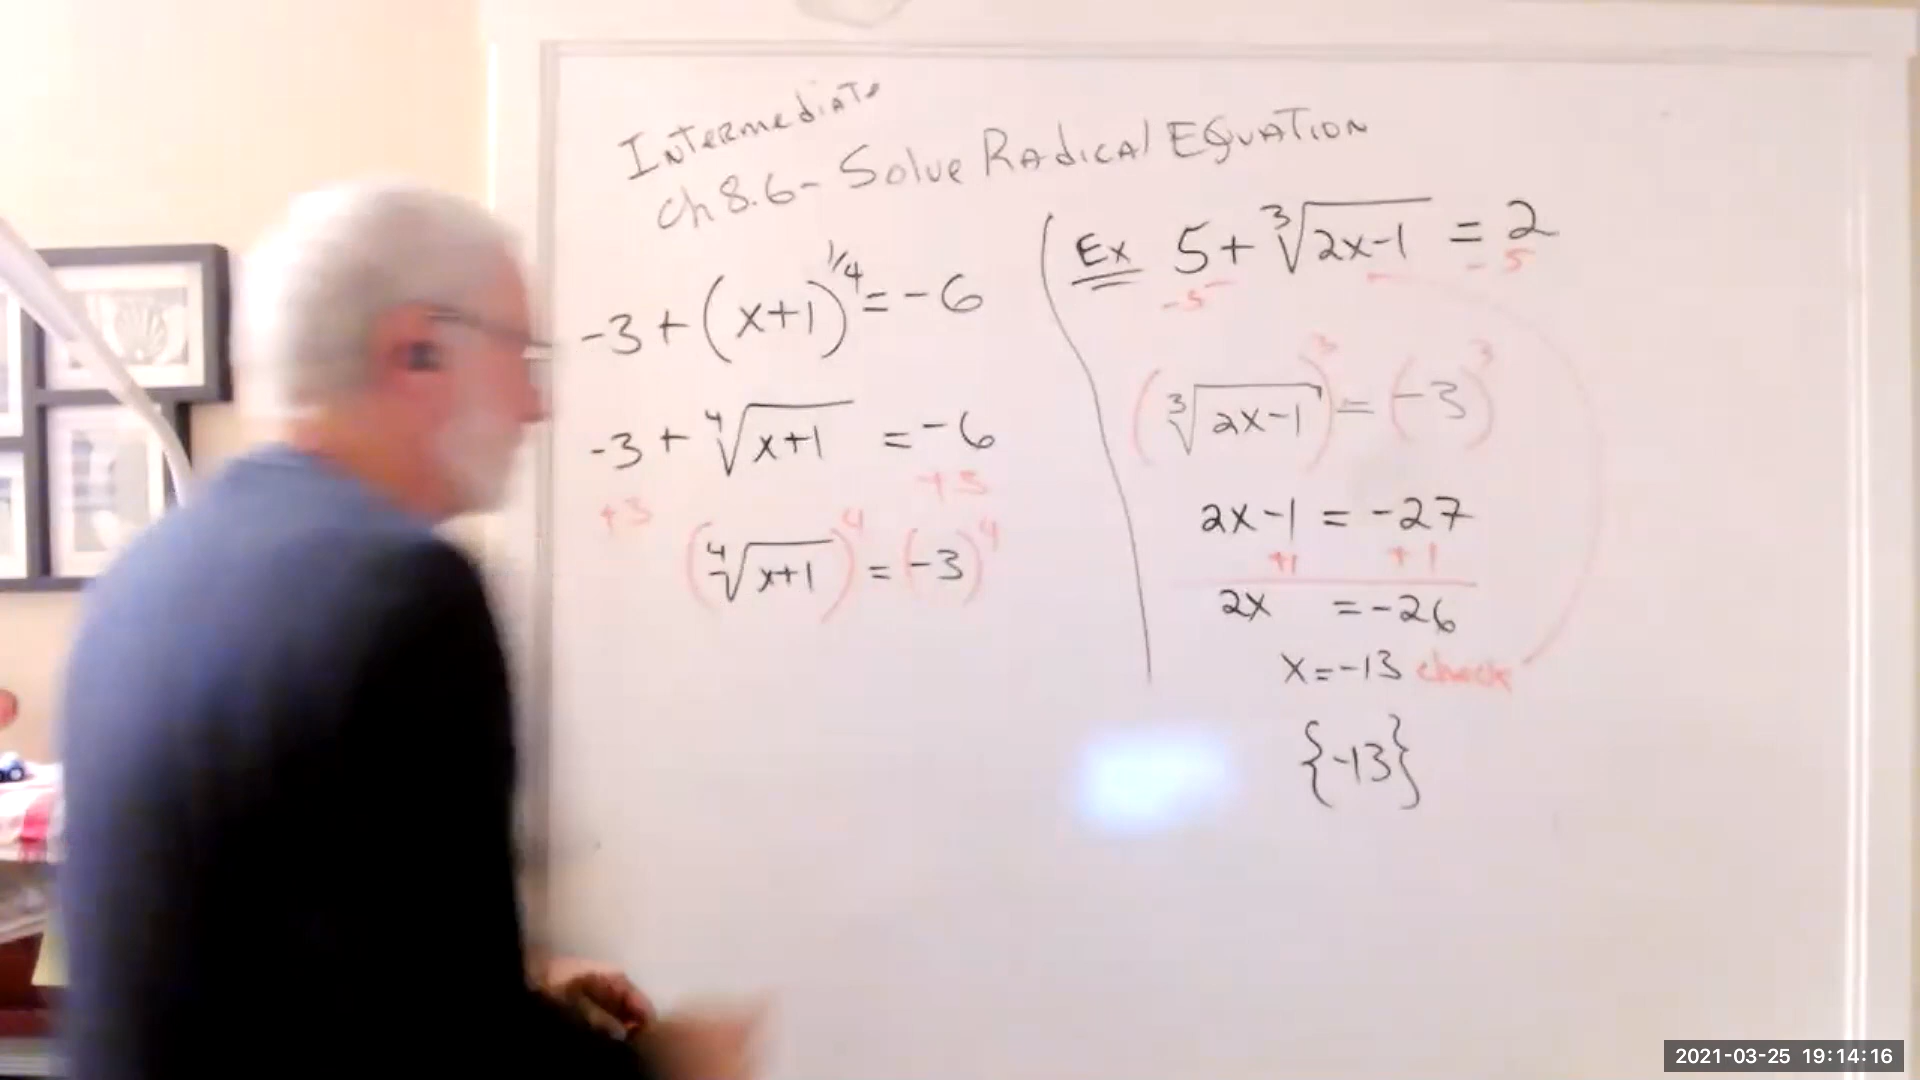 Intermediate
Ch 8.6 - Solve Radical Equation
-3 + (x+1)^1/4 = -6
-3 + ∜(x+1) = -6
+3 +3
(∜(x+1))^4 = (-3)^4
Ex 5 + ∛(2x-1) = 2
-5 -5
(∛(2x-1))^3 = (-3)^3
2x-1 = -27
+1 +1
2x = -26
x = -13 check
{-13}
2021-03-25 19:14:16